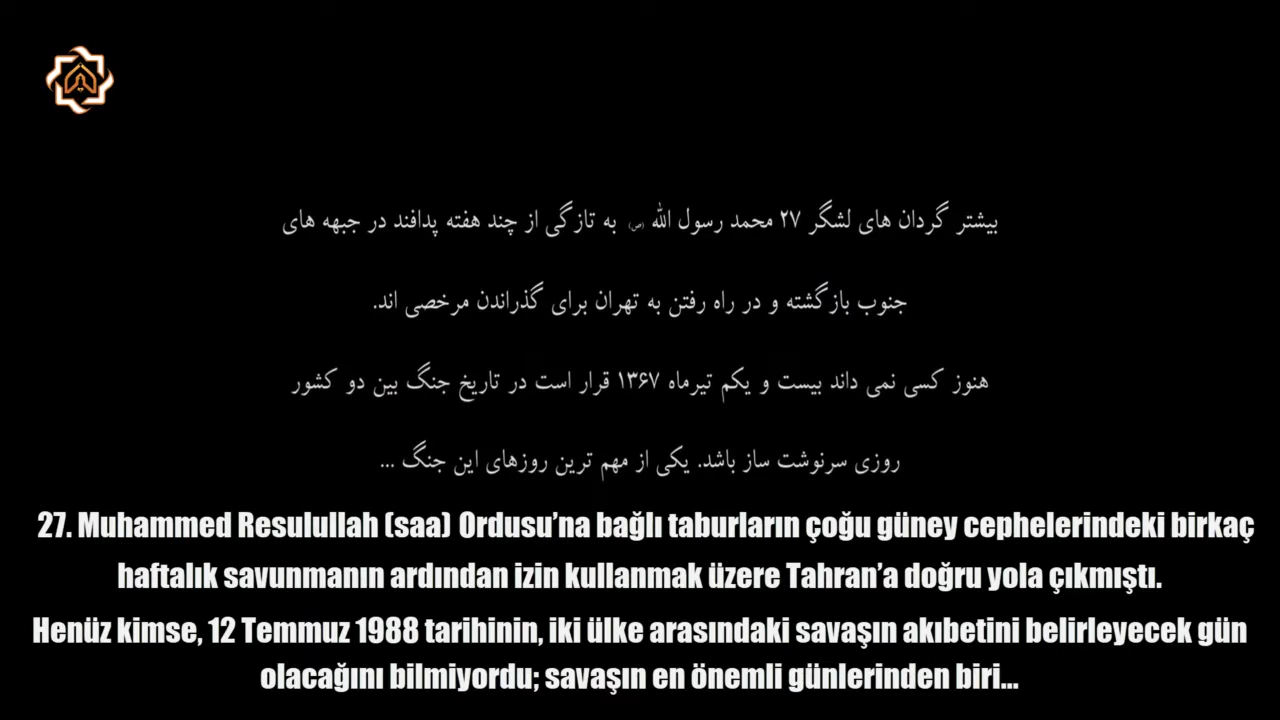 بیشتر گردان های لشگر ۲۷ محمد رسول الله (ص) به تازگی از چند هفته پدافند در جبهه های
جنوب بازگشته و در راه رفتن به تهران برای گذراندن مرخصی اند.
هنوز کسی نمی داند بیست و یکم تیرماه ۱۳۶۷ قرار است در تاریخ جنگ بین دو کشور
روزی سرنوشت ساز باشد. یکی از مهم ترین روزهای این جنگ ...
27. Muhammed Resulullah (saa) Ordusu’na bağlı taburların çoğu güney cephelerindeki birkaç
haftalık savunmanın ardından izin kullanmak üzere Tahran’a doğru yola çıkmıştı.
Henüz kimse, 12 Temmuz 1988 tarihinin, iki ülke arasındaki savaşın akıbetini belirleyecek gün
olacağını bilmiyordu; savaşın en önemli günlerinden biri...